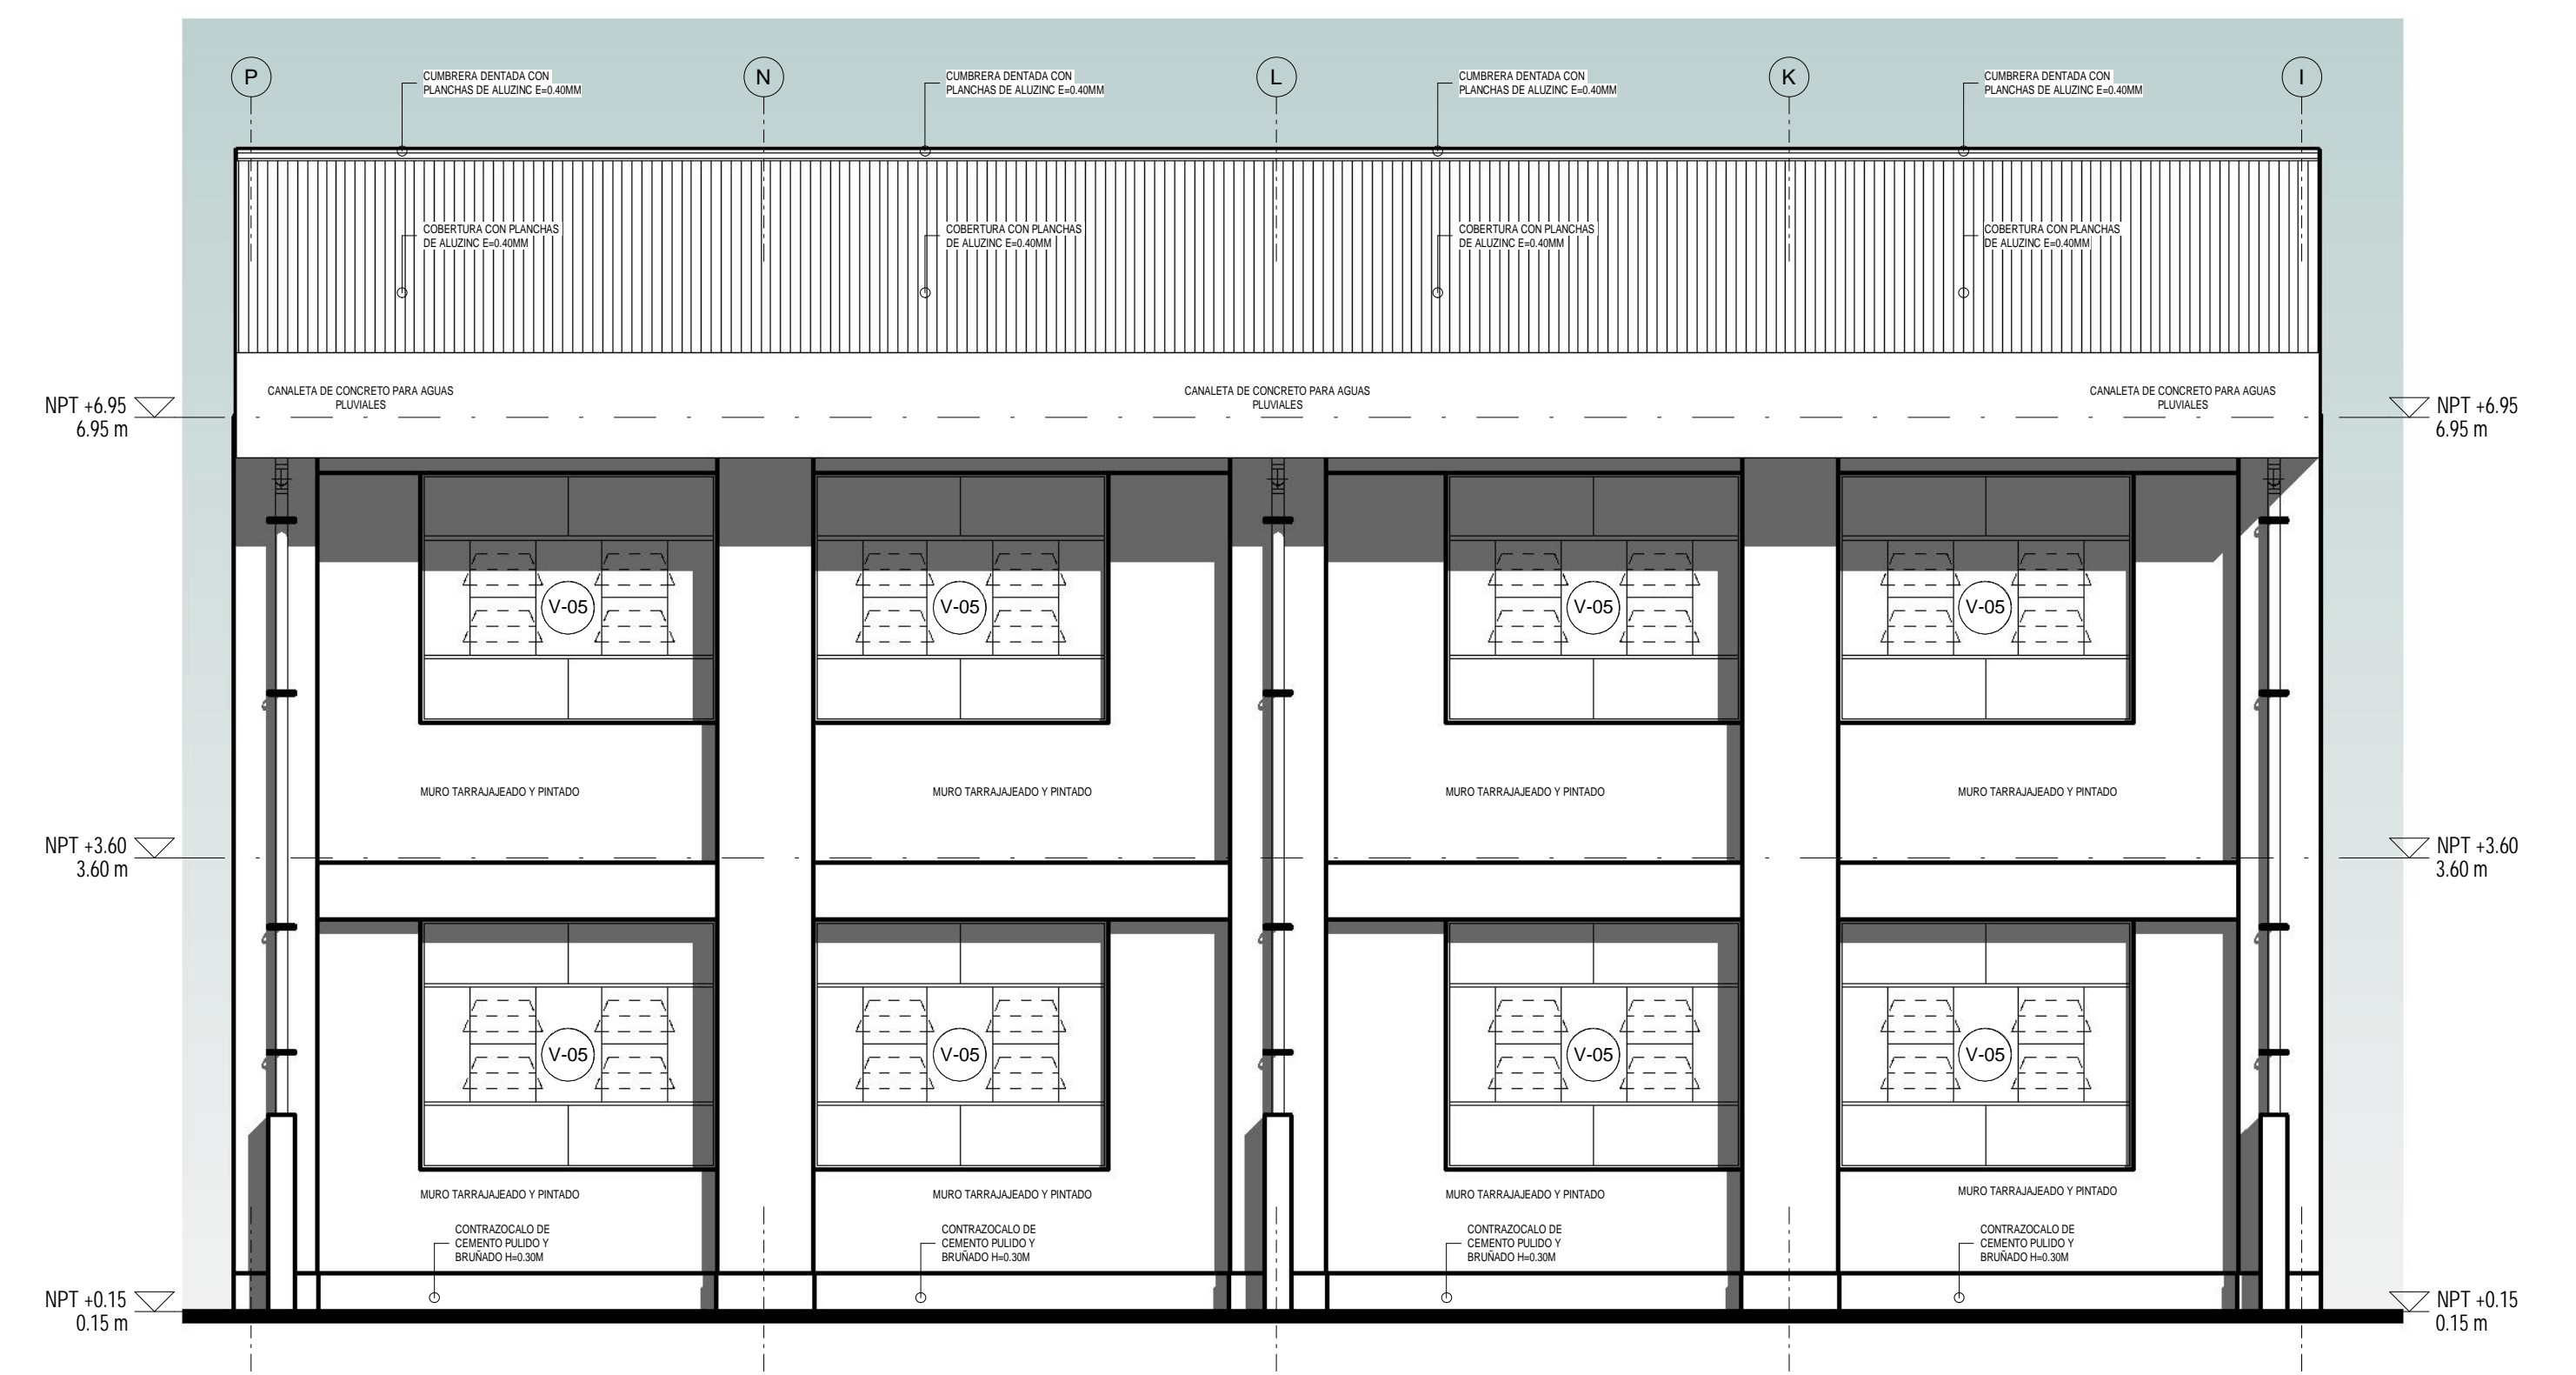 P
N
L
K
I
CUMBRERA DENTADA CON
PLANCHAS DE ALUZINC E=0.40MM
CUMBRERA DENTADA CON
PLANCHAS DE ALUZINC E=0.40MM
CUMBRERA DENTADA CON
PLANCHAS DE ALUZINC E=0.40MM
CUMBRERA DENTADA CON
PLANCHAS DE ALUZINC E=0.40MM
COBERTURA CON PLANCHAS
DE ALUZINC E=0.40MM
COBERTURA CON PLANCHAS
DE ALUZINC E=0.40MM
COBERTURA CON PLANCHAS
DE ALUZINC E=0.40MM
COBERTURA CON PLANCHAS
DE ALUZINC E=0.40MM
CANALETA DE CONCRETO PARA AGUAS
PLUVIALES
CANALETA DE CONCRETO PARA AGUAS
PLUVIALES
CANALETA DE CONCRETO PARA AGUAS
PLUVIALES
NPT +6.95
6.95 m
NPT +6.95
6.95 m
V-05
V-05
V-05
V-05
MURO TARRAJAJEADO Y PINTADO
MURO TARRAJAJEADO Y PINTADO
MURO TARRAJAJEADO Y PINTADO
MURO TARRAJAJEADO Y PINTADO
NPT +3.60
3.60 m
NPT +3.60
3.60 m
V-05
V-05
V-05
V-05
MURO TARRAJAJEADO Y PINTADO
MURO TARRAJAJEADO Y PINTADO
MURO TARRAJAJEADO Y PINTADO
MURO TARRAJAJEADO Y PINTADO
CONTRAZOCALO DE
CEMENTO PULIDO Y
BRUÑADO H=0.30M
CONTRAZOCALO DE
CEMENTO PULIDO Y
BRUÑADO H=0.30M
CONTRAZOCALO DE
CEMENTO PULIDO Y
BRUÑADO H=0.30M
CONTRAZOCALO DE
CEMENTO PULIDO Y
BRUÑADO H=0.30M
NPT +0.15
0.15 m
NPT +0.15
0.15 m